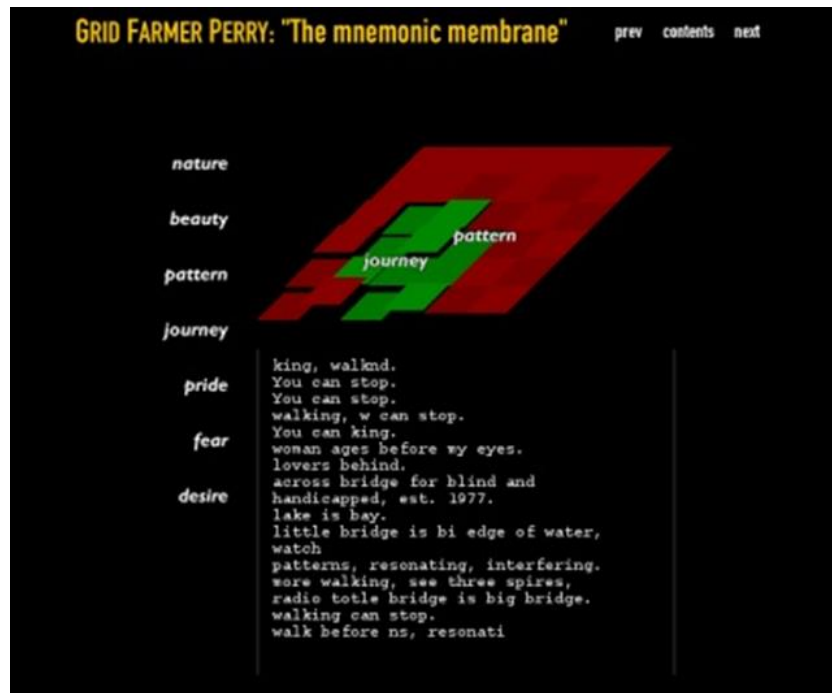 GRID FARMER PERRY: "The mnemonic membrane"
prev contents next
nature
beauty
pattern
journey
pride
fear
desire
pattern
journey
king, walknd.
You can stop.
You can stop.
walking, w can stop.
You can king.
woman ages before my eyes.
lovers behind.
across bridge for blind and
handicapped, est. 1977.
lake is bay.
little bridge is bi edge of water,
watch
patterns, resonating, interfering.
more walking, see three spires,
radio totle bridge is big bridge.
walking can stop.
walk before ns, resonati